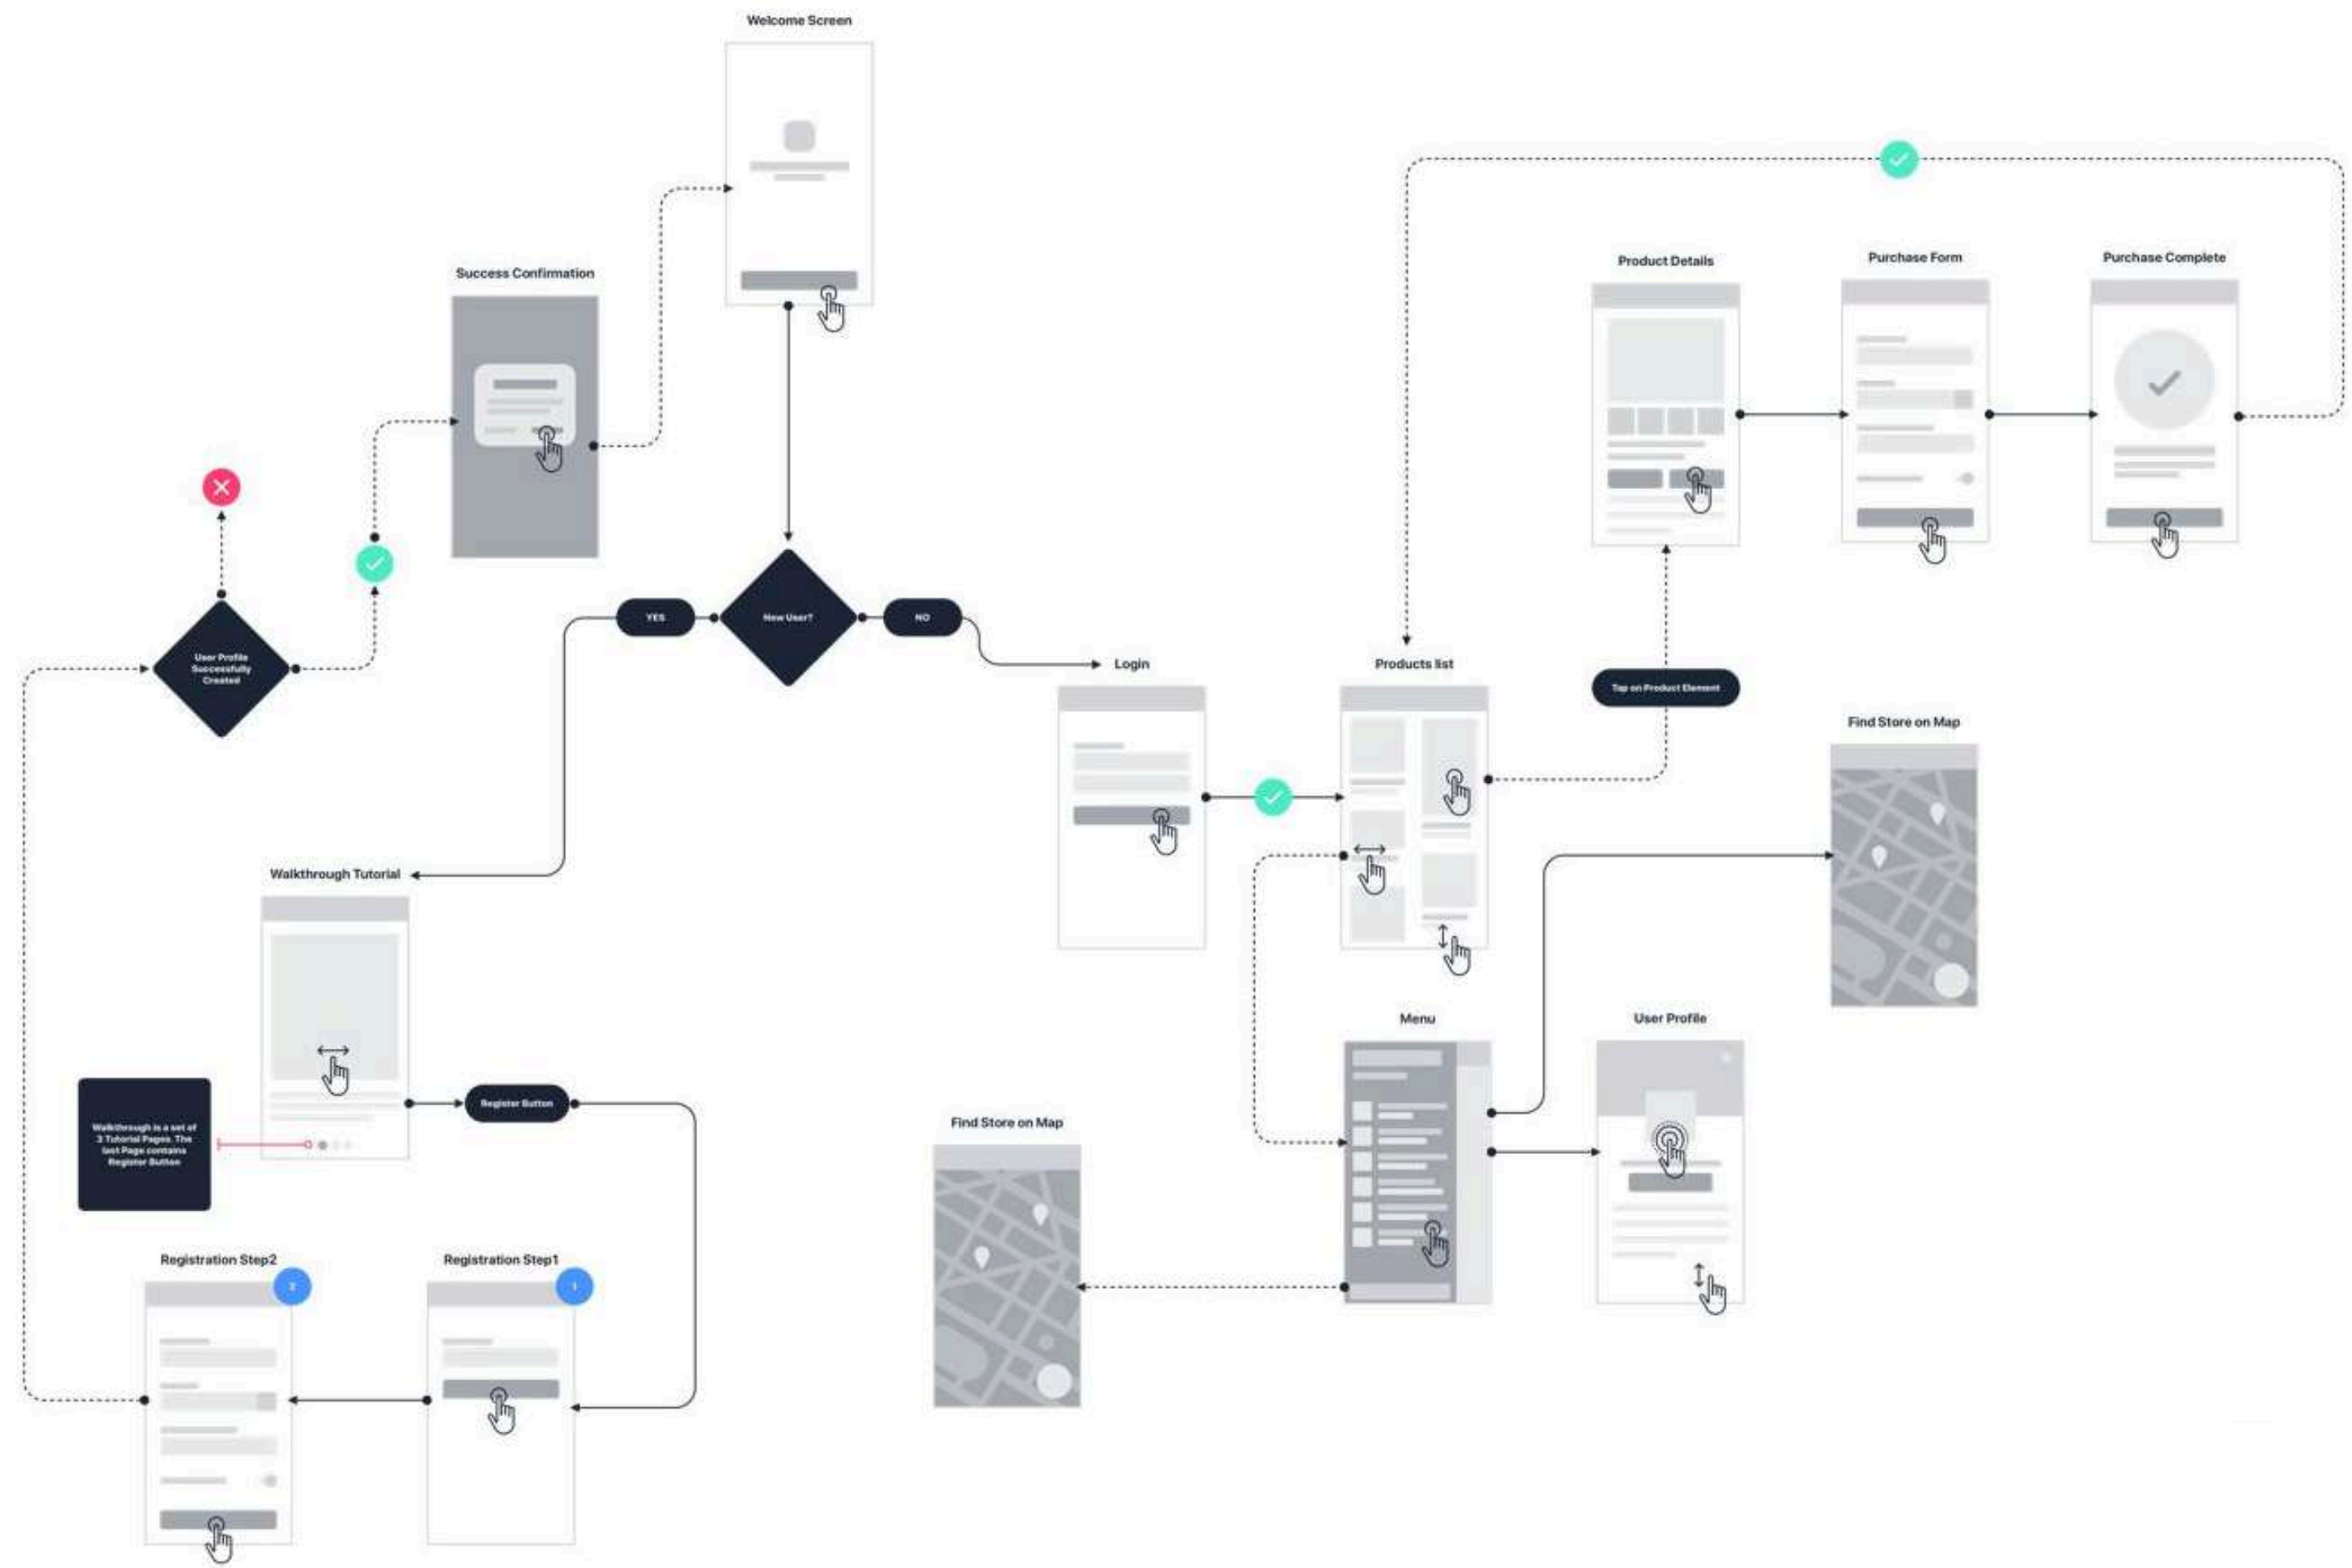 Welcome Screen
Success Confirmation
Product Details
Purchase Form
Purchase Complete
YES
New User?
NO
User Profile
Successfully
Created
Login
Products list
Tap on Product Element
Find Store on Map
Walkthrough Tutorial
Menu
User Profile
Register Button
Walkthrough is a set of
3 Tutorial Pages. The
last Page contains
Register Button
Find Store on Map
Registration Step2
2
Registration Step1
1